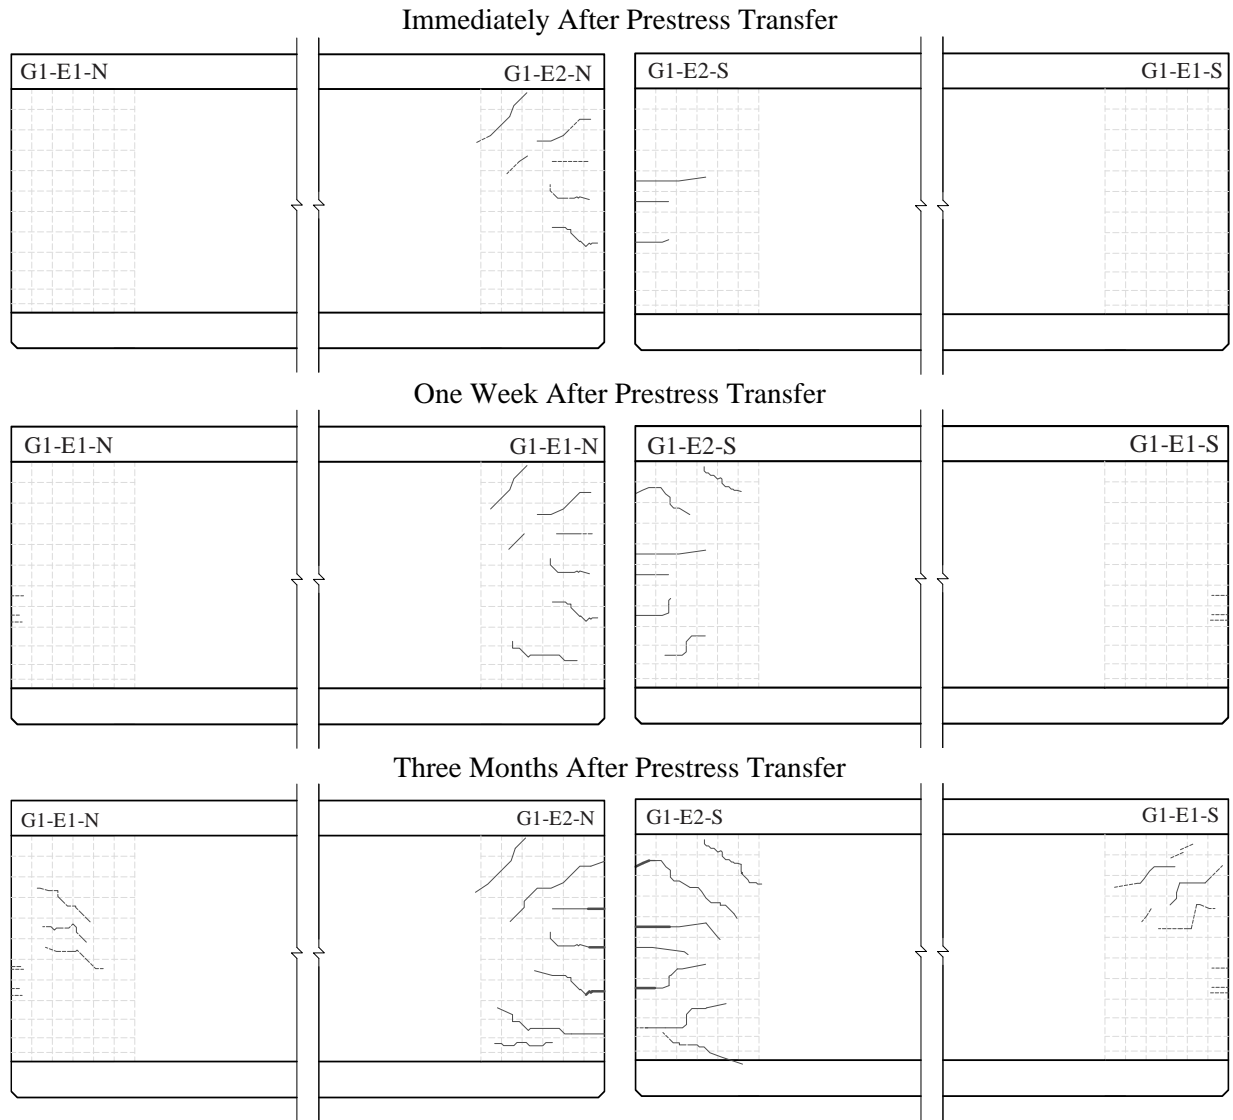 Immediately After Prestress Transfer
G1-E1-N
G1-E2-N
G1-E2-S
G1-E1-S
One Week After Prestress Transfer
G1-E1-N
G1-E1-N
G1-E2-S
G1-E1-S
Three Months After Prestress Transfer
G1-E1-N
G1-E2-N
G1-E2-S
G1-E1-S